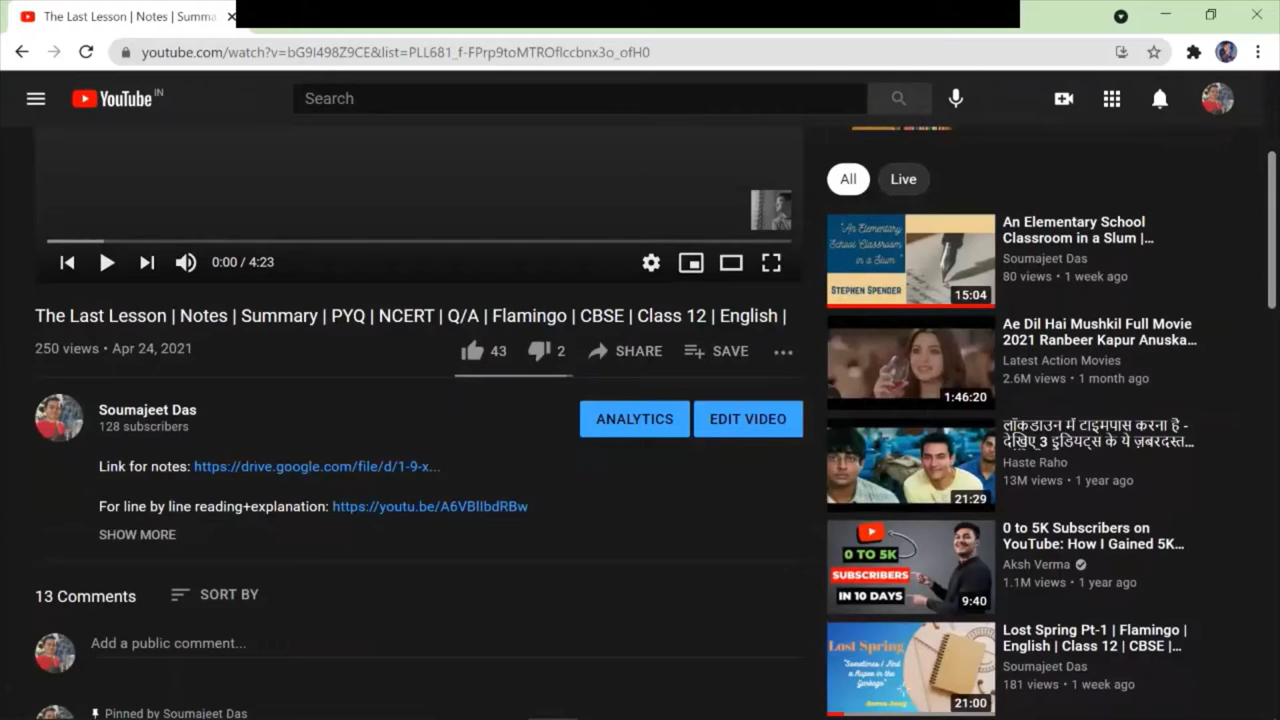 The Last Lesson | Notes | Summa
youtube.com/watch?v=bG9I498Z9CE&list=PLL681_f-FPrp9toMTROflccbnx3o_ofH0
YouTube IN
Search
0:00 / 4:23
The Last Lesson | Notes | Summary | PYQ | NCERT | Q/A | Flamingo | CBSE | Class 12 | English |
250 views • Apr 24, 2021
43
2
SHARE
SAVE
Soumajeet Das
128 subscribers
ANALYTICS
EDIT VIDEO
Link for notes: https://drive.google.com/file/d/1-9-x...
For line by line reading+explanation: https://youtu.be/A6VBllbdRBw
SHOW MORE
13 Comments
SORT BY
Add a public comment...
Pinned by Soumajeet Das
All
Live
"An Elementary
School Classroom
in a Slum"
STEPHEN SPENDER
15:04
An Elementary School
Classroom in a Slum |...
Soumajeet Das
80 views • 1 week ago
1:46:20
Ae Dil Hai Mushkil Full Movie
2021 Ranbeer Kapur Anuska...
Latest Action Movies
2.6M views • 1 month ago
21:29
लॉकडाउन में टाइमपास करना है -
देखिए 3 इडियट्स के ये ज़बरदस्त...
Haste Raho
13M views • 1 year ago
0 TO 5K
SUBSCRIBERS
IN 10 DAYS
9:40
0 to 5K Subscribers on
YouTube: How I Gained 5K...
Aksh Verma
1.1M views • 1 year ago
Lost Spring
"Sometimes I find
a Rupee in the
Garbage"
21:00
Lost Spring Pt-1 | Flamingo |
English | Class 12 | CBSE |...
Soumajeet Das
181 views • 1 week ago